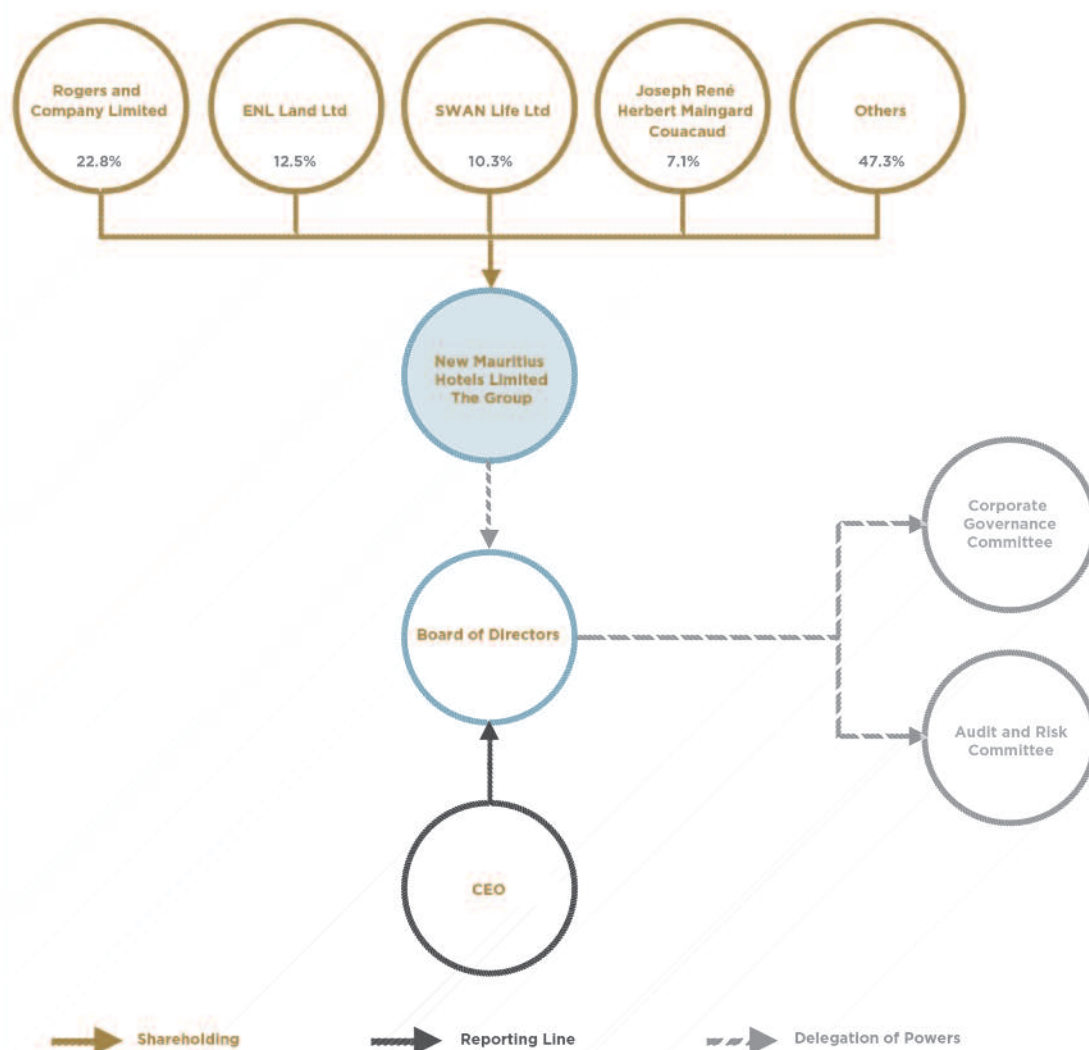 Rogers and
Company Limited
22.8%
ENL Land Ltd
12.5%
SWAN Life Ltd
10.3%
Joseph René
Herbert Maingard
Couacaud
7.1%
Others
47.3%
New Mauritius
Hotels Limited
The Group
Corporate
Governance
Committee
Board of Directors
Audit and Risk
Committee
CEO
Shareholding
Reporting Line
Delegation of Powers